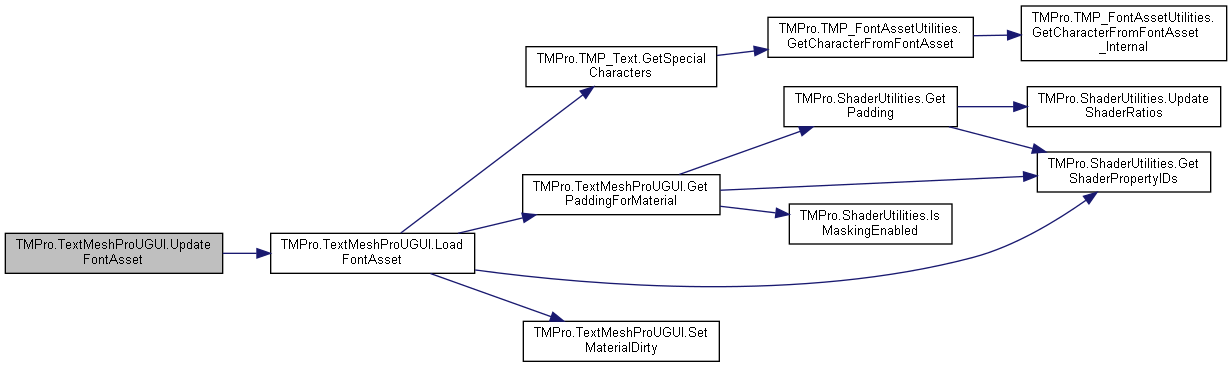 TMPro.TextMeshProUGUI.Update
FontAsset
TMPro.TextMeshProUGUI.Load
FontAsset
TMPro.TMP_Text.GetSpecial
Characters
TMPro.TMP_FontAssetUtilities.
GetCharacterFromFontAsset
TMPro.TMP_FontAssetUtilities.
GetCharacterFromFontAsset
_Internal
TMPro.TextMeshProUGUI.Get
PaddingForMaterial
TMPro.ShaderUtilities.Get
Padding
TMPro.ShaderUtilities.Update
ShaderRatios
TMPro.ShaderUtilities.Get
ShaderPropertyIDs
TMPro.ShaderUtilities.Is
MaskingEnabled
TMPro.TextMeshProUGUI.Set
MaterialDirty